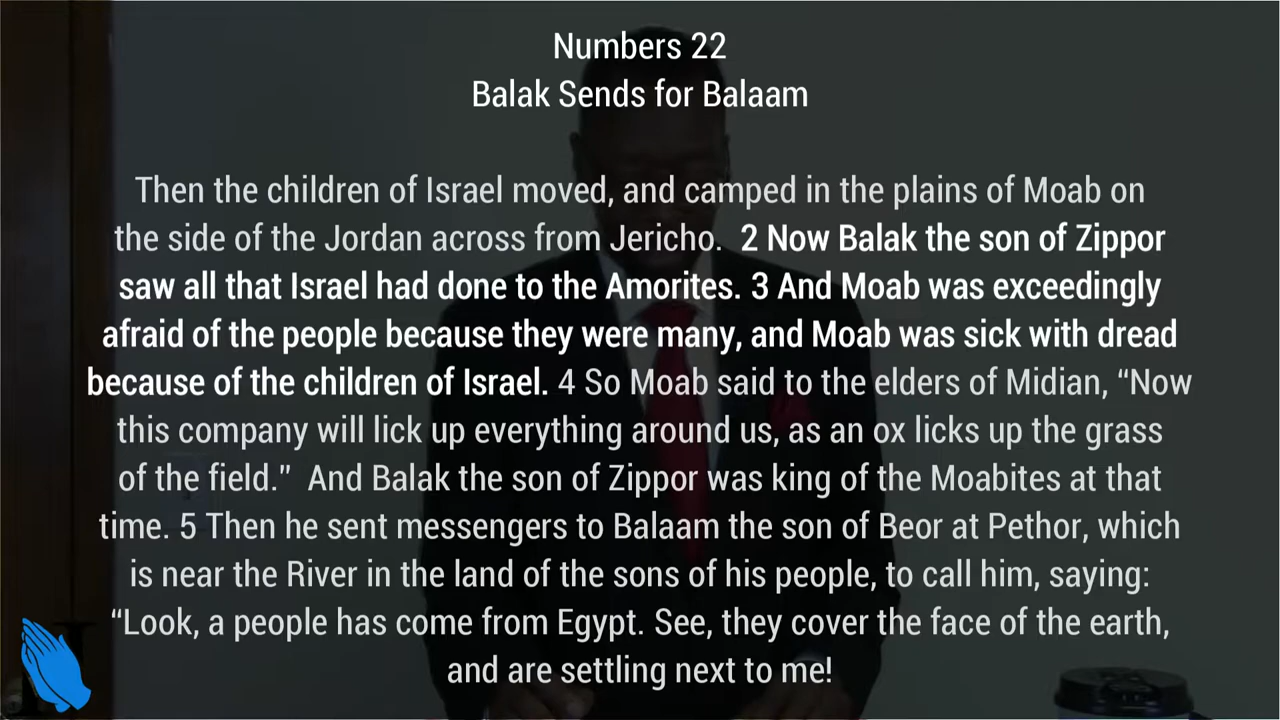 Numbers 22
Balak Sends for Balaam
Then the children of Israel moved, and camped in the plains of Moab on
the side of the Jordan across from Jericho.  2 Now Balak the son of Zippor
saw all that Israel had done to the Amorites. 3 And Moab was exceedingly
afraid of the people because they were many, and Moab was sick with dread
because of the children of Israel. 4 So Moab said to the elders of Midian, “Now
this company will lick up everything around us, as an ox licks up the grass
of the field.”  And Balak the son of Zippor was king of the Moabites at that
time. 5 Then he sent messengers to Balaam the son of Beor at Pethor, which
is near the River in the land of the sons of his people, to call him, saying:
“Look, a people has come from Egypt. See, they cover the face of the earth,
and are settling next to me!